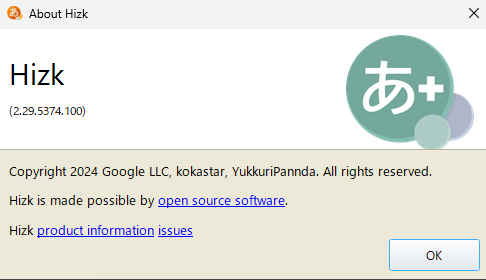 About Hizk
Hizk
(2.29.5374.100)
あ+
Copyright 2024 Google LLC, kokastar, YukkuriPannda. All rights reserved.
Hizk is made possible by open source software.
Hizk product information issues
OK